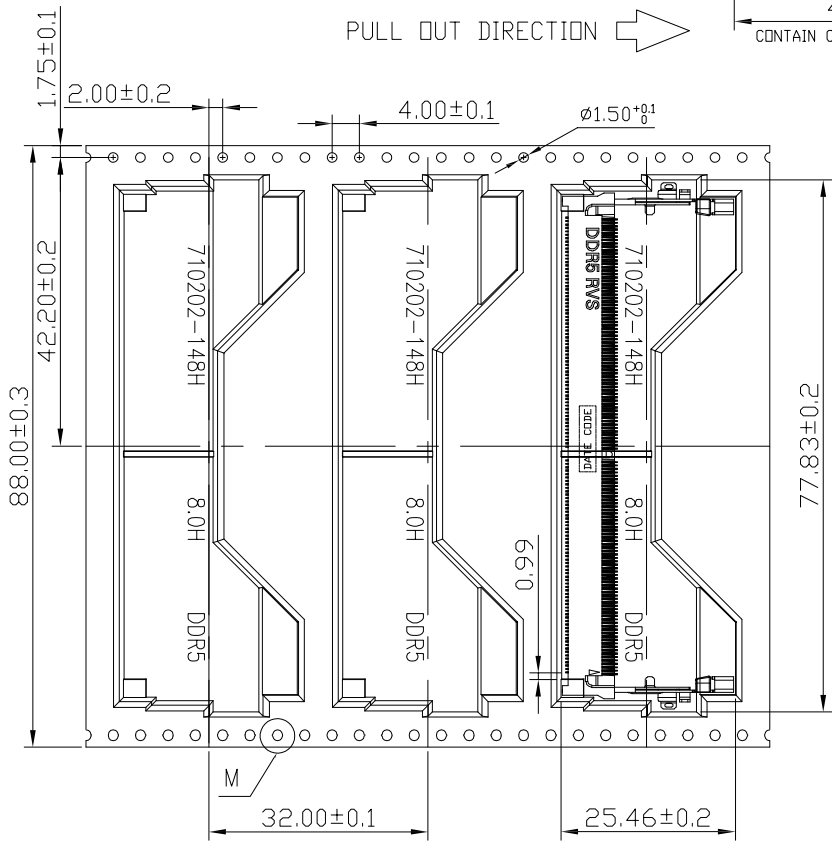 PULL OUT DIRECTION
4
CONTAIN C
1.75±0.1
2.00±0.2
4.00±0.1
Ø1.50+0.1 0
42.20±0.2
88.00±0.3
710202-148H
8.0H
DDR5
710202-148H
8.0H
DDR5
DDR5 RVS
DATE CODE
710202-148H
8.0H
DDR5
0.99
77.83±0.2
M
32.00±0.1
25.46±0.2